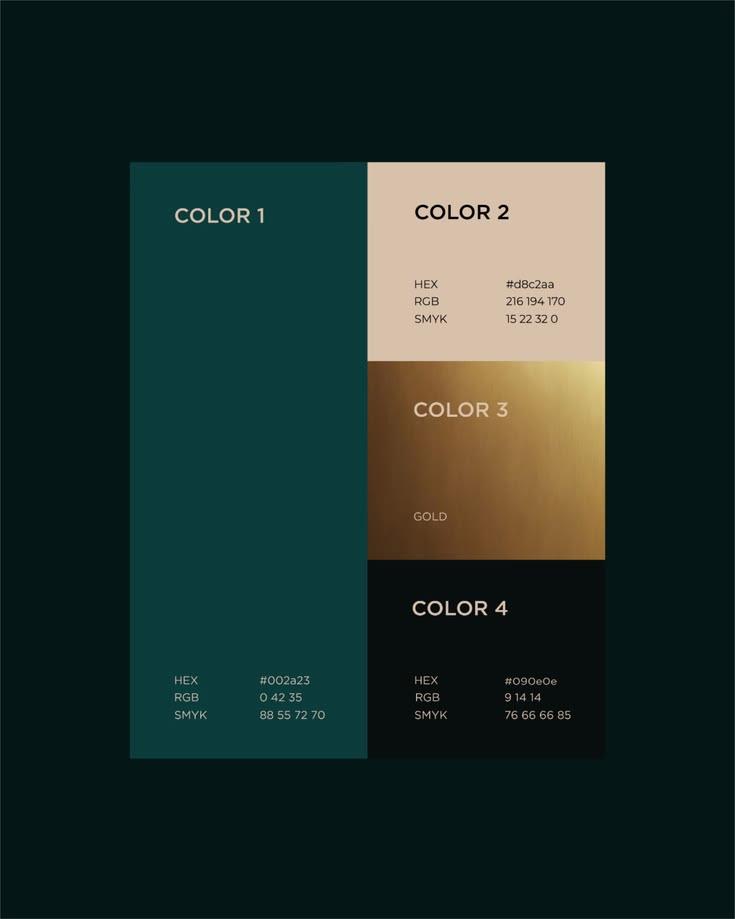 COLOR 1
HEX #002a23
RGB 0 42 35
SMYK 88 55 72 70
COLOR 2
HEX #d8c2aa
RGB 216 194 170
SMYK 15 22 32 0
COLOR 3
GOLD
COLOR 4
HEX #090e0e
RGB 9 14 14
SMYK 76 66 66 85